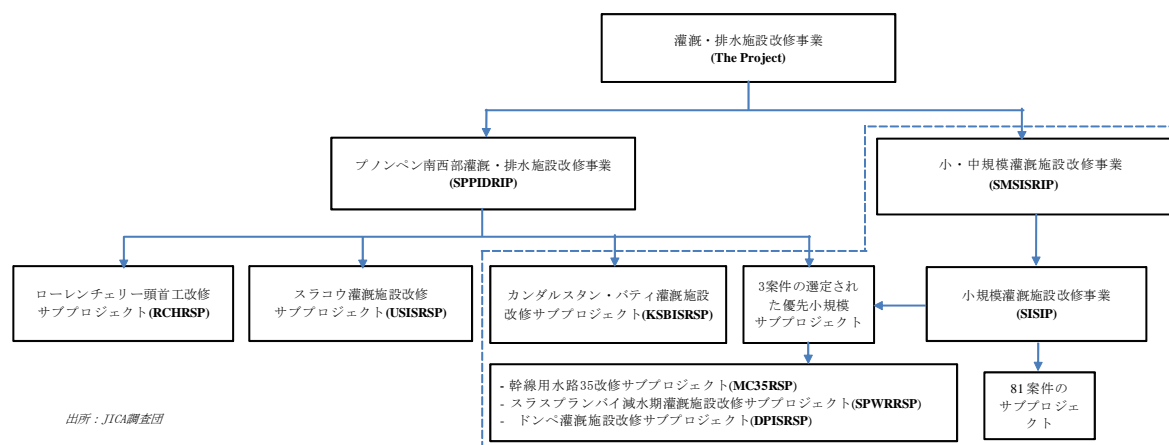 灌漑・排水施設改修事業
(The Project)
プノンペン南西部灌漑・排水施設改修事業
(SPPIDRIP)
小・中規模灌漑施設改修事業
(SMSISRIP)
ローレンチェリー頭首工改修
サブプロジェクト(RCHRSP)
スラコウ灌漑施設改修
サブプロジェクト(USISRSP)
カンダルスタン・バティ灌漑施設
改修サブプロジェクト(KSBISRSP)
3案件の選定され
た優先小規模
サブプロジェクト
小規模灌漑施設改修事業
(SISIP)
- 幹線用水路35改修サブプロジェクト(MC35RSP)
- スラスプランバイ減水期灌漑施設改修サブプロジェクト(SPWRRSP)
- ドンペ灌漑施設改修サブプロジェクト(DPISRSP)
81案件の
サブプロジェ
クト
出所：JICA調査団